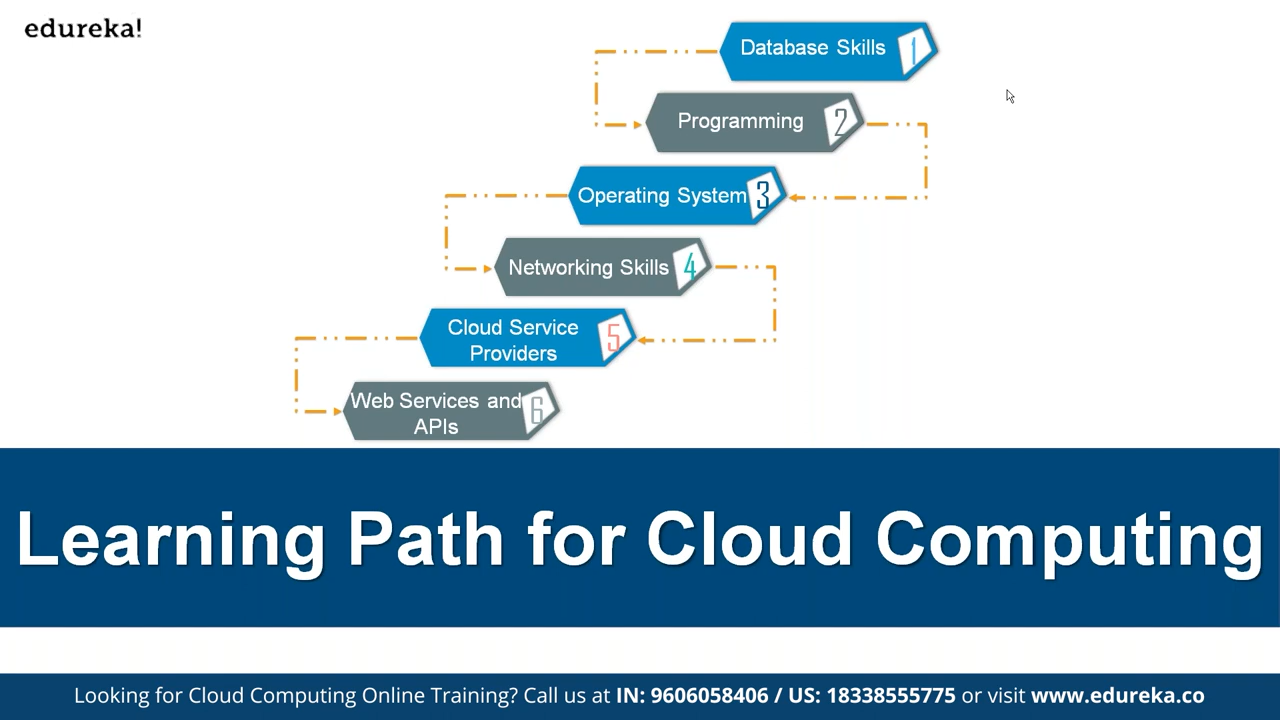 edureka!
Database Skills 1
Programming 2
Operating System 3
Networking Skills 4
Cloud Service
Providers 5
Web Services and
APIs 6
Learning Path for Cloud Computing
Looking for Cloud Computing Online Training? Call us at IN: 9606058406 / US: 18338555775 or visit www.edureka.co